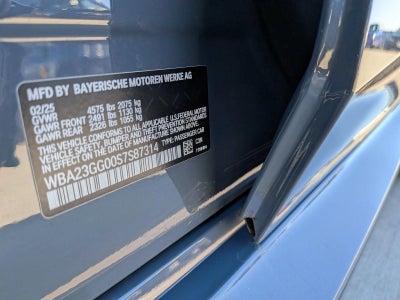 MFD BY BAYERISCHE MOTOREN WERKE AG
02/25
GVWR 4575 lbs 2075 kg
GAWR FRONT 2491 lbs 1130 kg
GAWR REAR 2326 lbs 1055 kg
THIS VEHICLE CONFORMS TO ALL APPLICABLE U.S. FEDERAL MOTOR
VEHICLE SAFETY, BUMPER, AND THEFT PREVENTION
STANDARDS IN EFFECT ON THE DATE OF MANUFACTURE
SHOWN ABOVE. TYPE: PASSENGER CAR
WBA23GG00S7S87314